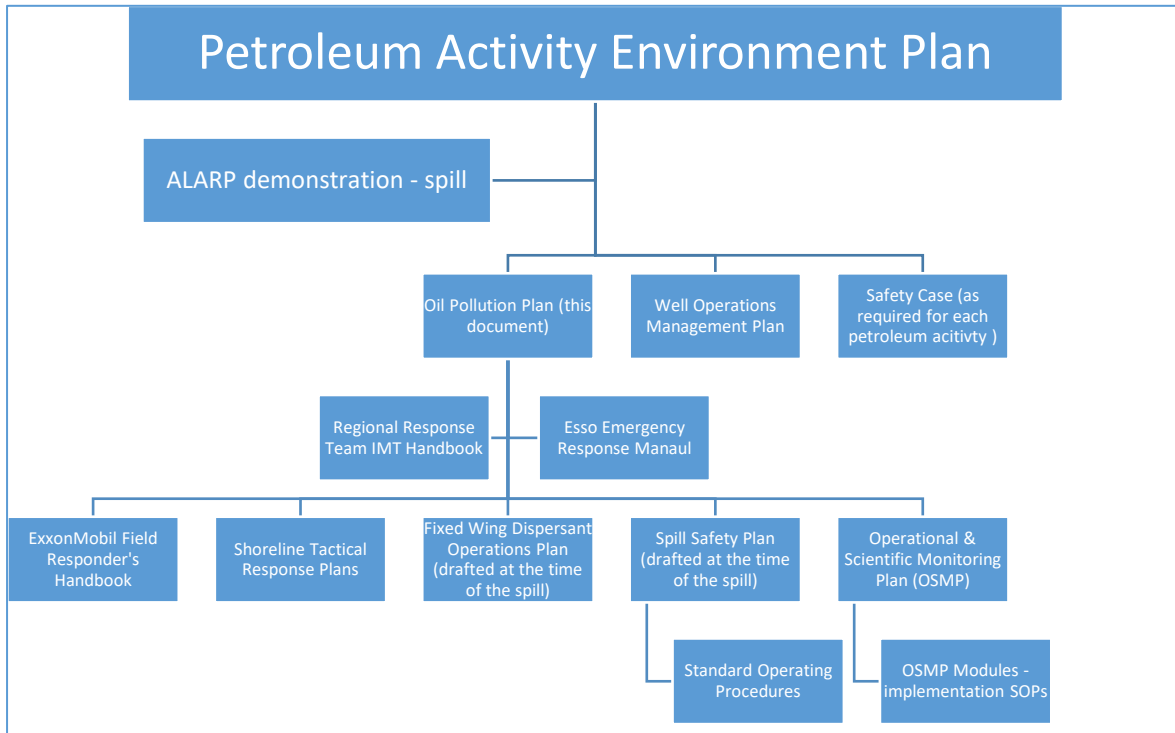 Petroleum Activity Environment Plan
ALARP demonstration - spill
Oil Pollution Plan (this
document)
Well Operations
Management Plan
Safety Case (as
required for each
petroleum acitivty )
Regional Response
Team IMT Handbook
Esso Emergency
Response Manaul
ExxonMobil Field
Responder's
Handbook
Shoreline Tactical
Response Plans
Fixed Wing Dispersant
Operations Plan
(drafted at the time
of the spill)
Spill Safety Plan
(drafted at the time
of the spill)
Operational &
Scientific Monitoring
Plan (OSMP)
Standard Operating
Procedures
OSMP Modules -
implementation SOPs